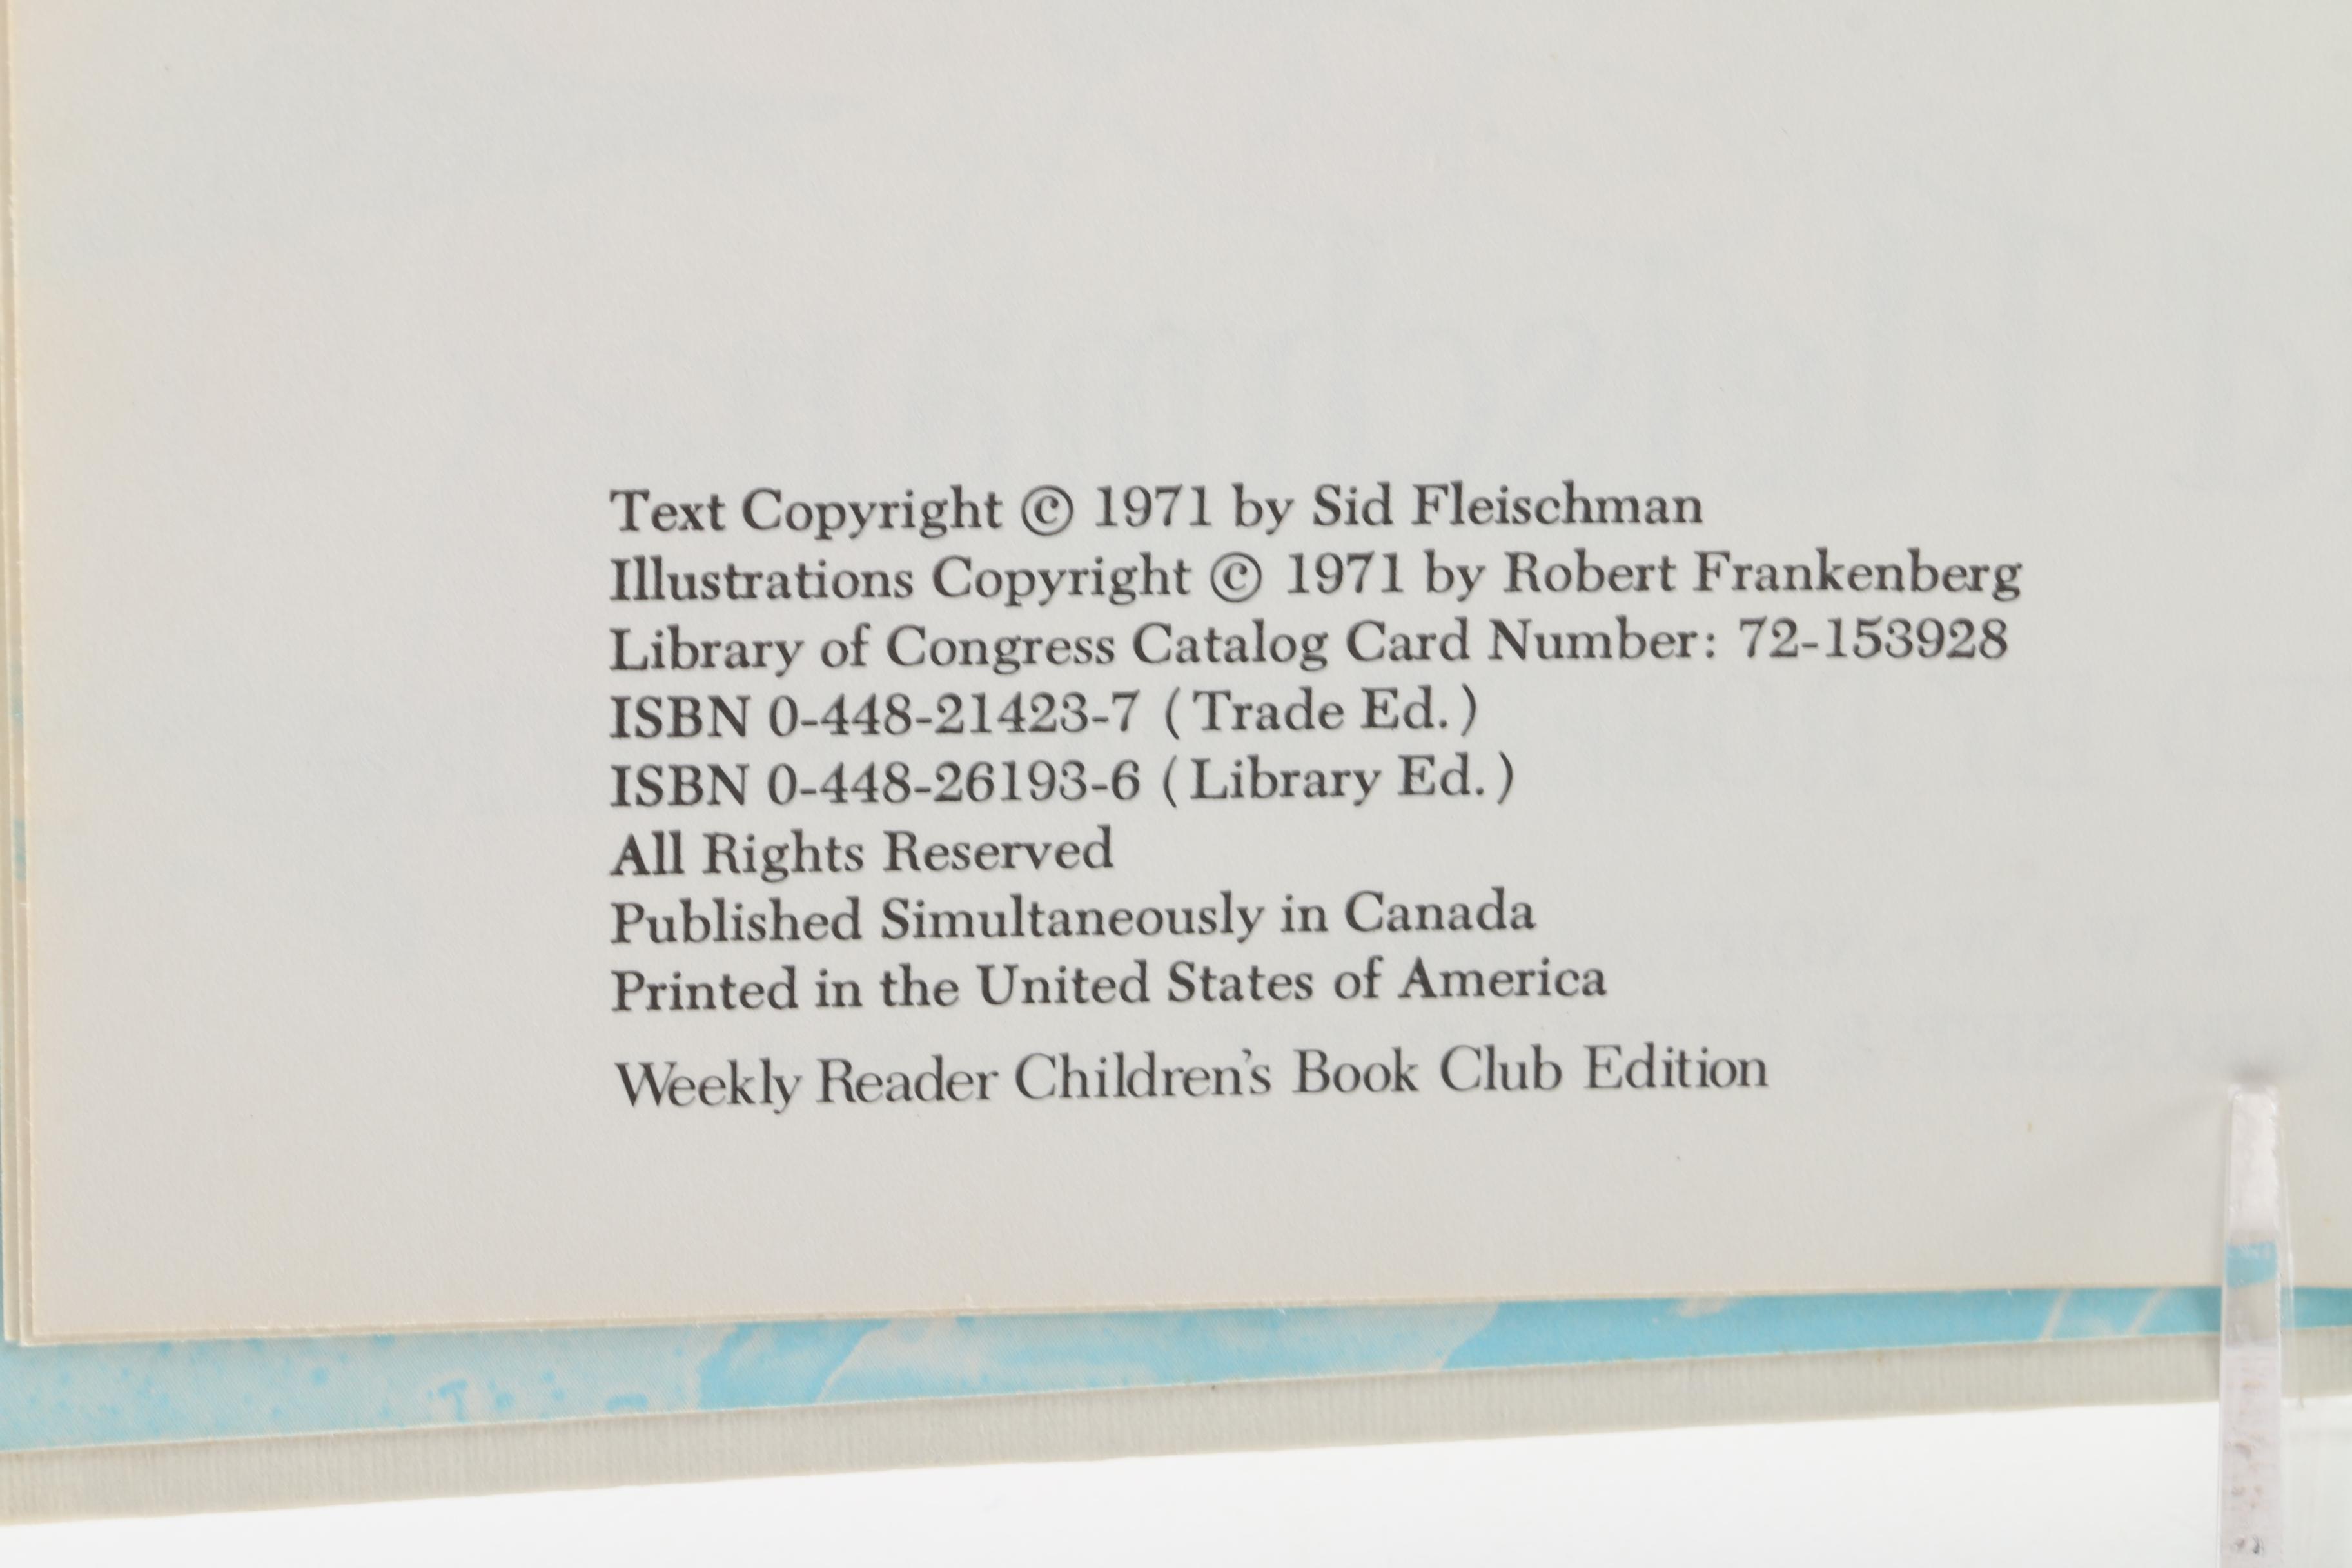 Text Copyright © 1971 by Sid Fleischman
Illustrations Copyright © 1971 by Robert Frankenberg
Library of Congress Catalog Card Number: 72-153928
ISBN 0-448-21423-7 (Trade Ed.)
ISBN 0-448-26193-6 (Library Ed.)
All Rights Reserved
Published Simultaneously in Canada
Printed in the United States of America
Weekly Reader Children's Book Club Edition